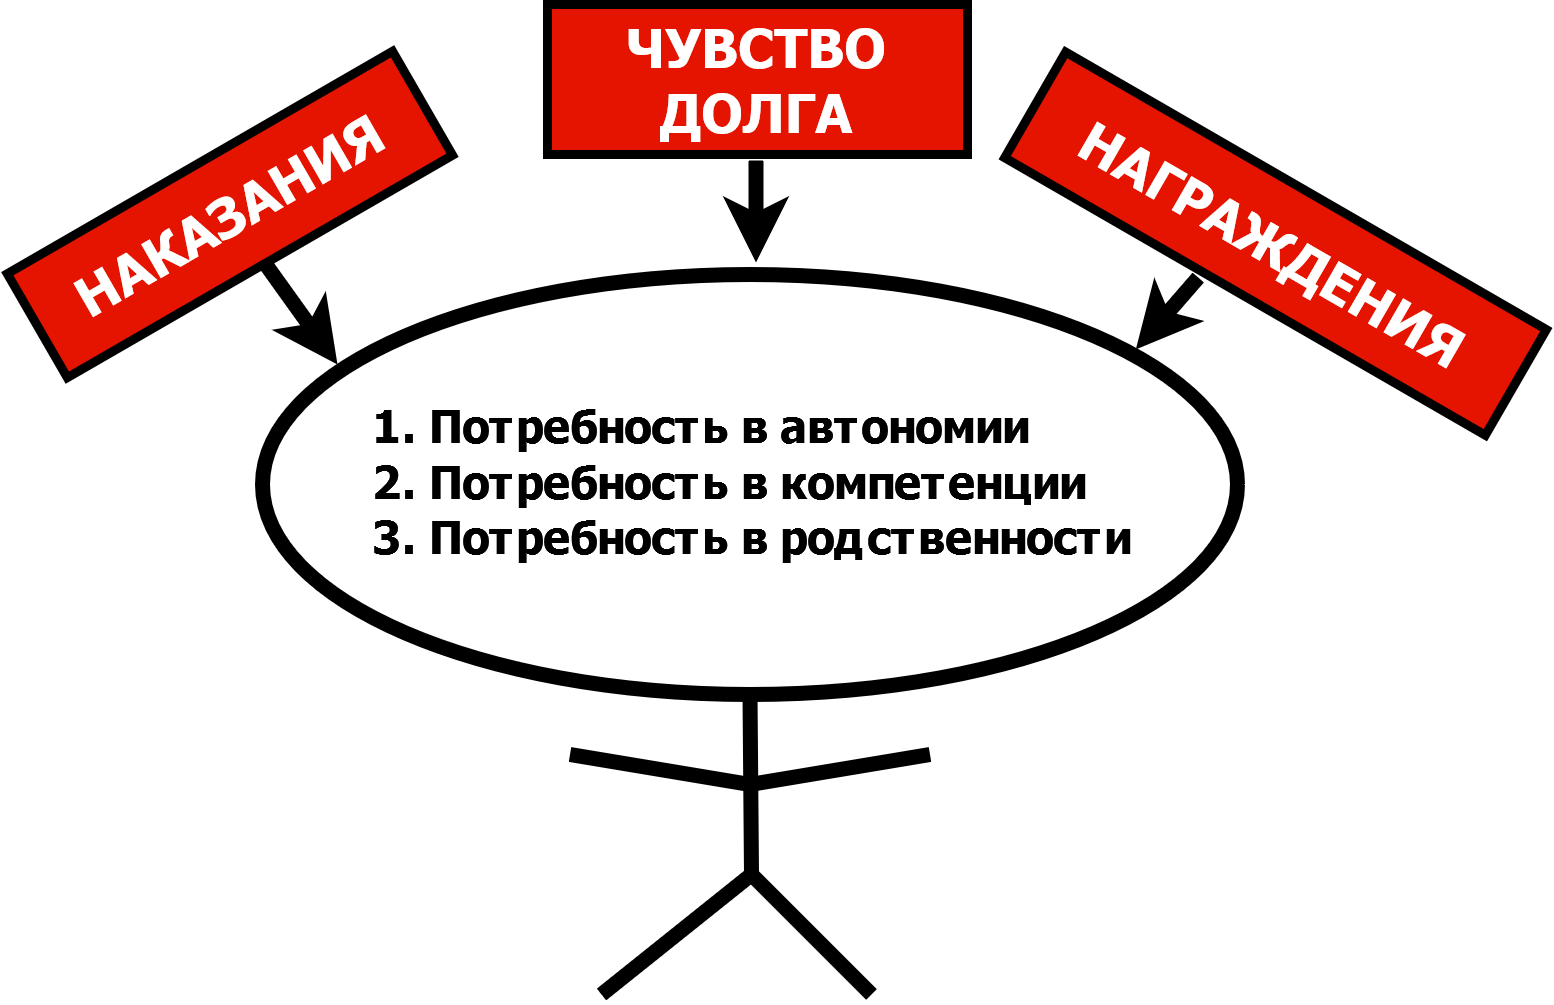 НАКАЗАНИЯ
ЧУВСТВО
ДОЛГА
НАГРАЖДЕНИЯ
1. Потребность в автономии
2. Потребность в компетенции
3. Потребность в родственности